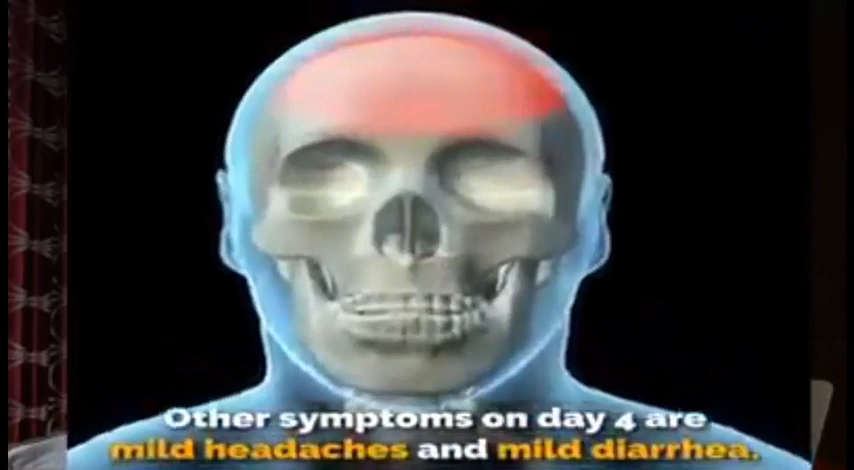 Other symptoms on day 4 are
mild headaches and mild diarrhea.